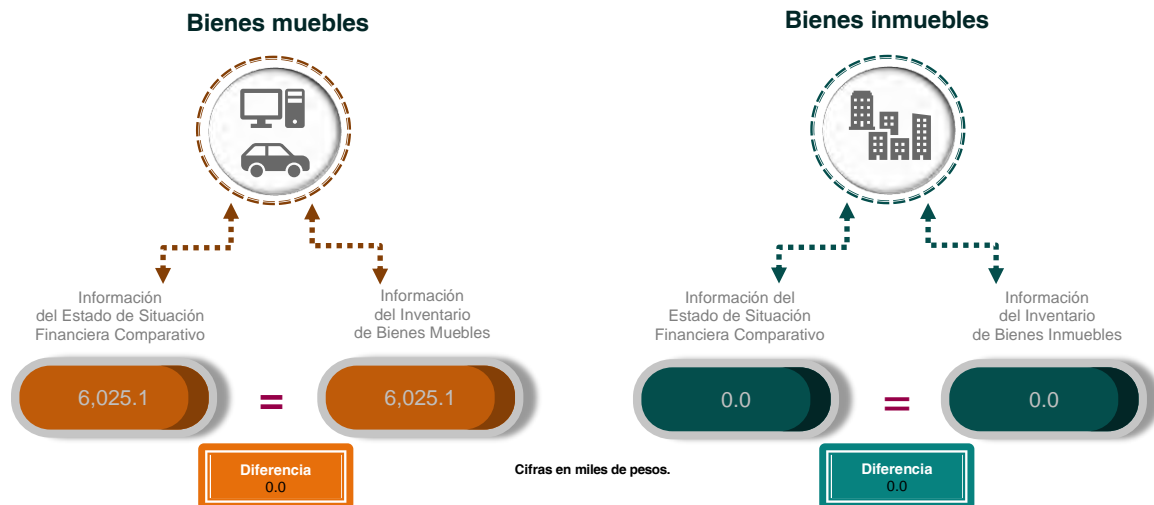 Bienes muebles
Información
del Estado de Situación
Financiera Comparativo
Información
del Inventario
de Bienes Muebles
6,025.1
=
6,025.1
Diferencia
0.0
Cifras en miles de pesos.
Bienes inmuebles
Información del
Estado de Situación
Financiera Comparativo
Información
del Inventario
de Bienes Inmuebles
0.0
=
0.0
Diferencia
0.0